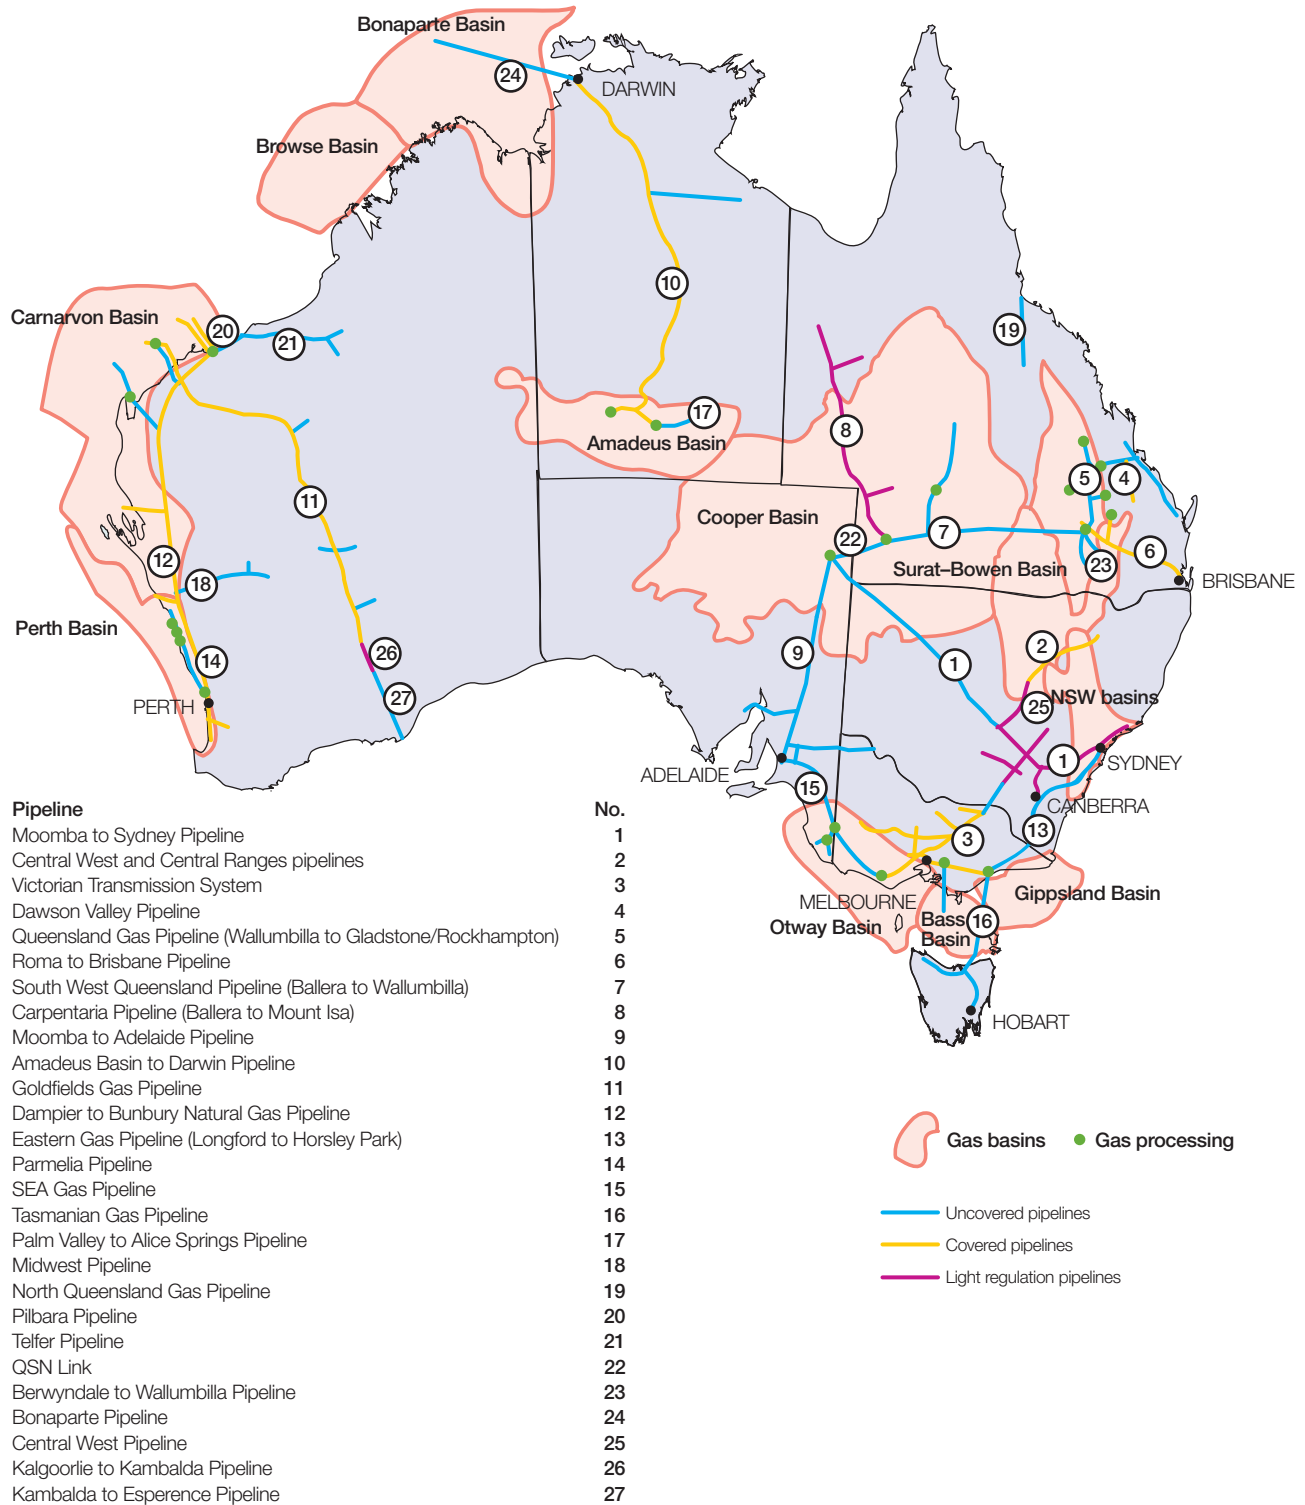 Bonaparte Basin
24
DARWIN
Browse Basin
10
Carnarvon Basin
20
21
19
17
8
Amadeus Basin
5
4
11
Cooper Basin
22
7
12
6
18
Surat–Bowen Basin
23
BRISBANE
Perth Basin
2
26
9
14
1
27
NSW basins
PERTH
25
1
SYDNEY
ADELAIDE
15
CANBERRA
13
3
MELBOURNE
Gippsland Basin
Otway Basin
Bass
Basin
16
HOBART
Pipeline No.
Moomba to Sydney Pipeline 1
Central West and Central Ranges pipelines 2
Victorian Transmission System 3
Dawson Valley Pipeline 4
Queensland Gas Pipeline (Wallumbilla to Gladstone/Rockhampton) 5
Roma to Brisbane Pipeline 6
South West Queensland Pipeline (Ballera to Wallumbilla) 7
Carpentaria Pipeline (Ballera to Mount Isa) 8
Moomba to Adelaide Pipeline 9
Amadeus Basin to Darwin Pipeline 10
Goldfields Gas Pipeline 11
Dampier to Bunbury Natural Gas Pipeline 12
Eastern Gas Pipeline (Longford to Horsley Park) 13
Parmelia Pipeline 14
SEA Gas Pipeline 15
Tasmanian Gas Pipeline 16
Palm Valley to Alice Springs Pipeline 17
Midwest Pipeline 18
North Queensland Gas Pipeline 19
Pilbara Pipeline 20
Telfer Pipeline 21
QSN Link 22
Berwyndale to Wallumbilla Pipeline 23
Bonaparte Pipeline 24
Central West Pipeline 25
Kalgoorlie to Kambalda Pipeline 26
Kambalda to Esperence Pipeline 27
Gas basins
Gas processing
Uncovered pipelines
Covered pipelines
Light regulation pipelines